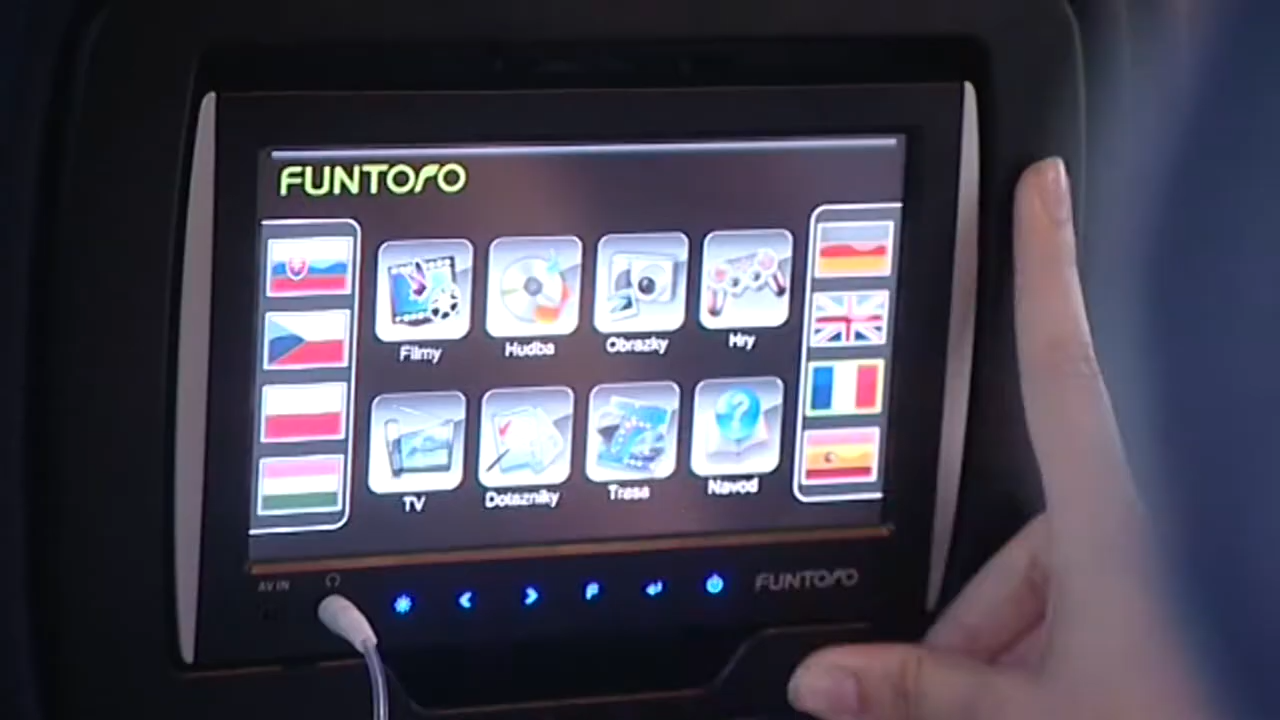 FUNTORO
Filmy
Hudba
Obrazky
Hry
TV
Dotazniky
Trasa
Navod
AV IN
FUNTORO